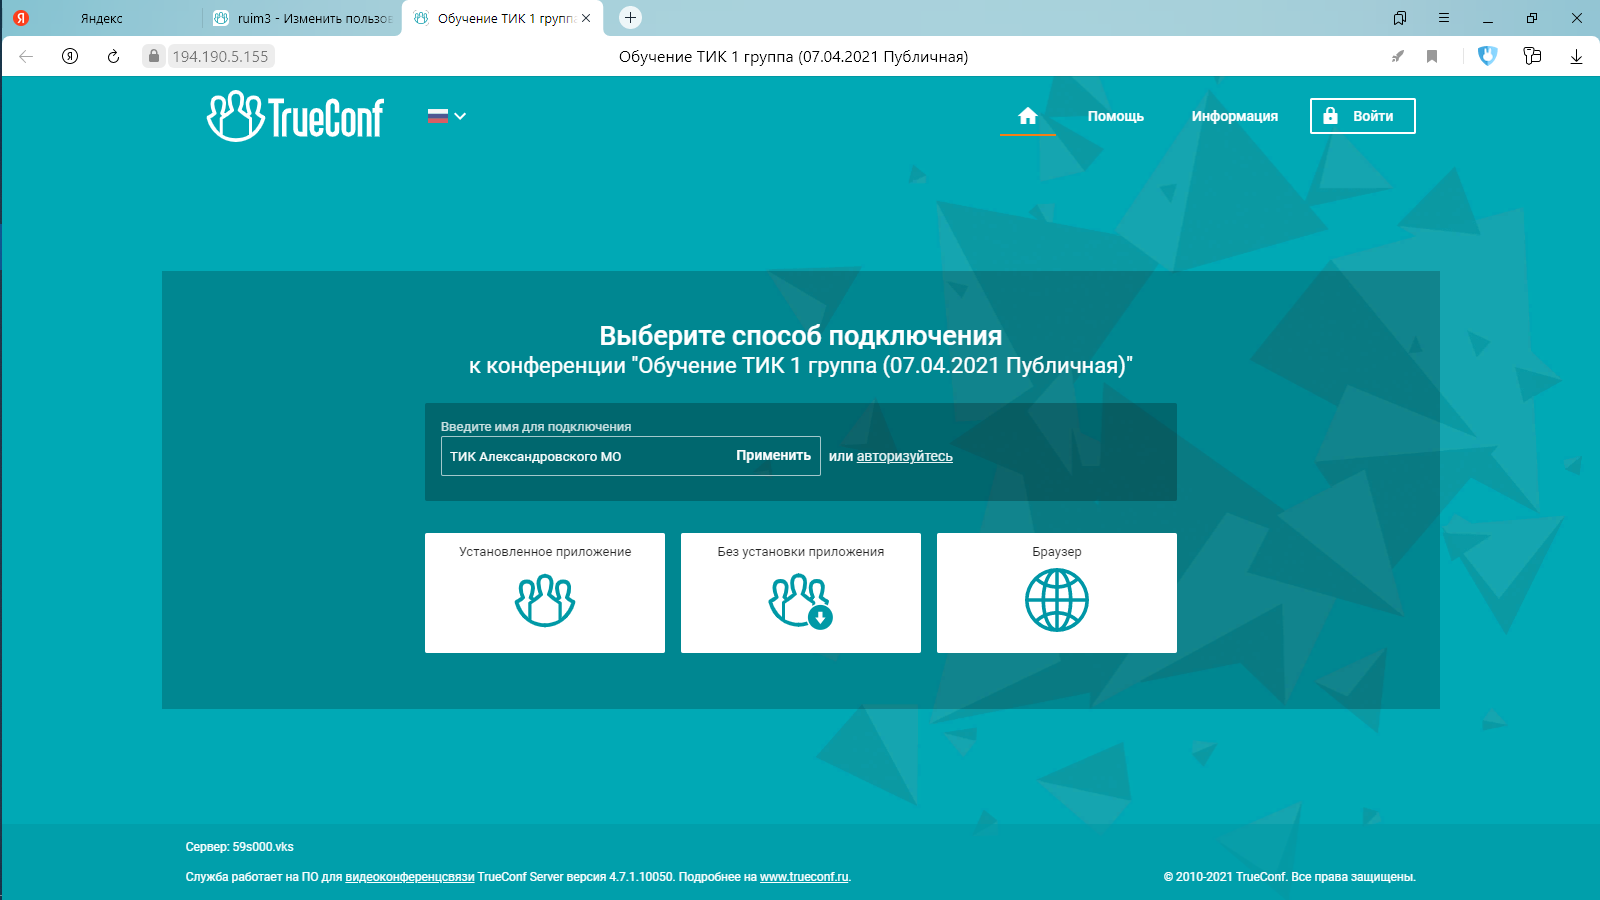 Я
Яндекс
ruim3 - Изменить пользов
Обучение ТИК 1 группа
Я
194.190.5.155
Обучение ТИК 1 группа (07.04.2021 Публичная)
TrueConf
Помощь
Информация
Войти
Выберите способ подключения
к конференции "Обучение ТИК 1 группа (07.04.2021 Публичная)"
Введите имя для подключения
ТИК Александровского МО
Применить
или авторизуйтесь
Установленное приложение
Без установки приложения
Браузер
Сервер: 59s000.vks
Служба работает на ПО для видеоконференцсвязи TrueConf Server версия 4.7.1.10050. Подробнее на www.trueconf.ru.
© 2010-2021 TrueConf. Все права защищены.